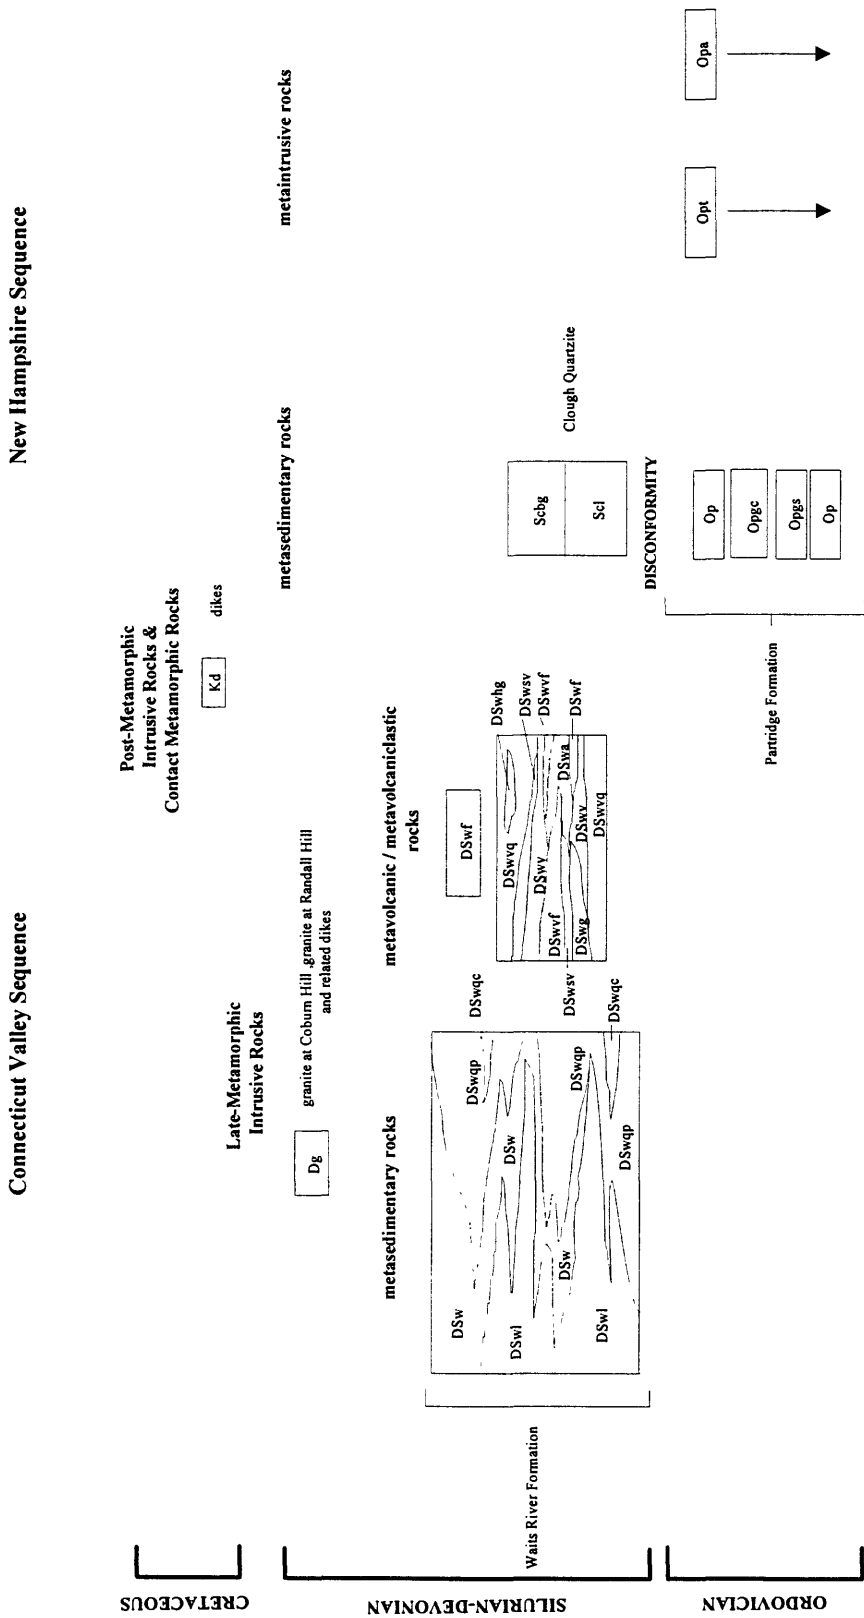 Connecticut Valley Sequence
New Hampshire Sequence
Post-Metamorphic
Intrusive Rocks &
Contact Metamorphic Rocks
Kd
dikes
Late-Metamorphic
Intrusive Rocks
Dg
granite at Coburn Hill ,granite at Randall Hill
and related dikes
metasedimentary rocks
metavolcanic / metavolcaniclastic
rocks
metasedimentary rocks
metaintrusive rocks
CRETACEOUS
SILURIAN-DEVONIAN
ORDOVICIAN
Waits River Formation
DSw
DSwl
DSw
DSwqp
DSwqc
DSw
DSwqp
DSwl
DSwqp
DSwqc
DSwf
DSwvq
DSwhg
DSwsv
DSwvf
DSwv
DSwvf
DSwa
DSwf
DSwsv
DSwg
DSwv
DSwvq
Scbg
Scl
Clough Quartzite
DISCONFORMITY
Partridge Formation
Op
Opgc
Opgs
Op
Opt
Opa